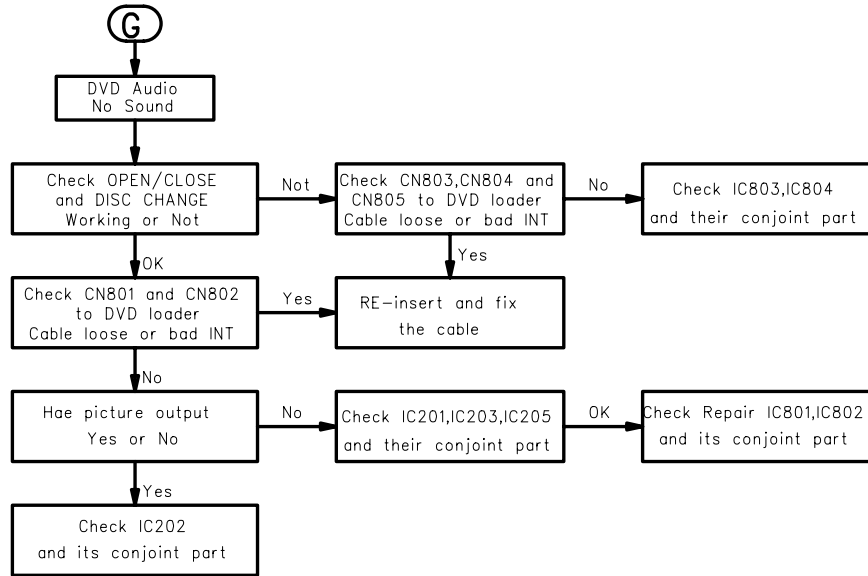 G
DVD Audio
No Sound
Check OPEN/CLOSE
and DISC CHANGE
Working or Not
Not
Check CN803,CN804 and
CN805 to DVD loader
Cable loose or bad INT
No
Check IC803,IC804
and their conjoint part
OK
Yes
Check CN801 and CN802
to DVD loader
Cable loose or bad INT
Yes
RE-insert and fix
the cable
No
Hae picture output
Yes or No
No
Check IC201,IC203,IC205
and their conjoint part
OK
Check Repair IC801,IC802
and its conjoint part
Yes
Check IC202
and its conjoint part